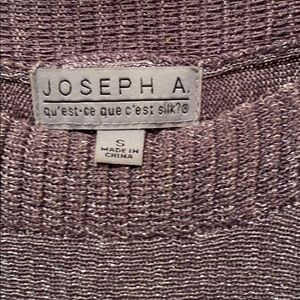 JOSEPH A.
qu'est·ce que c'est silk?®
S
MADE IN
CHINA